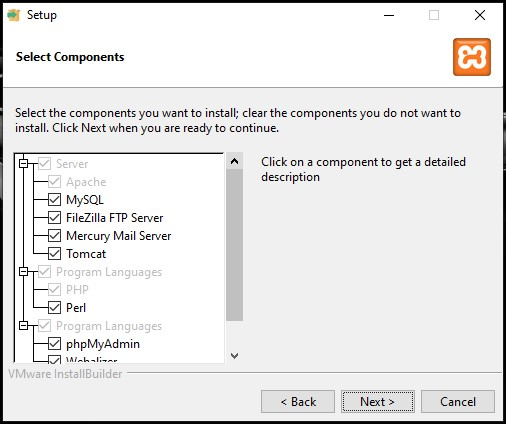 Setup
Select Components
Select the components you want to install; clear the components you do not want to
install. Click Next when you are ready to continue.
Server
Apache
MySQL
FileZilla FTP Server
Mercury Mail Server
Tomcat
Program Languages
PHP
Perl
Program Languages
phpMyAdmin
Webalizer
Click on a component to get a detailed
description
VMware InstallBuilder
< Back
Next >
Cancel